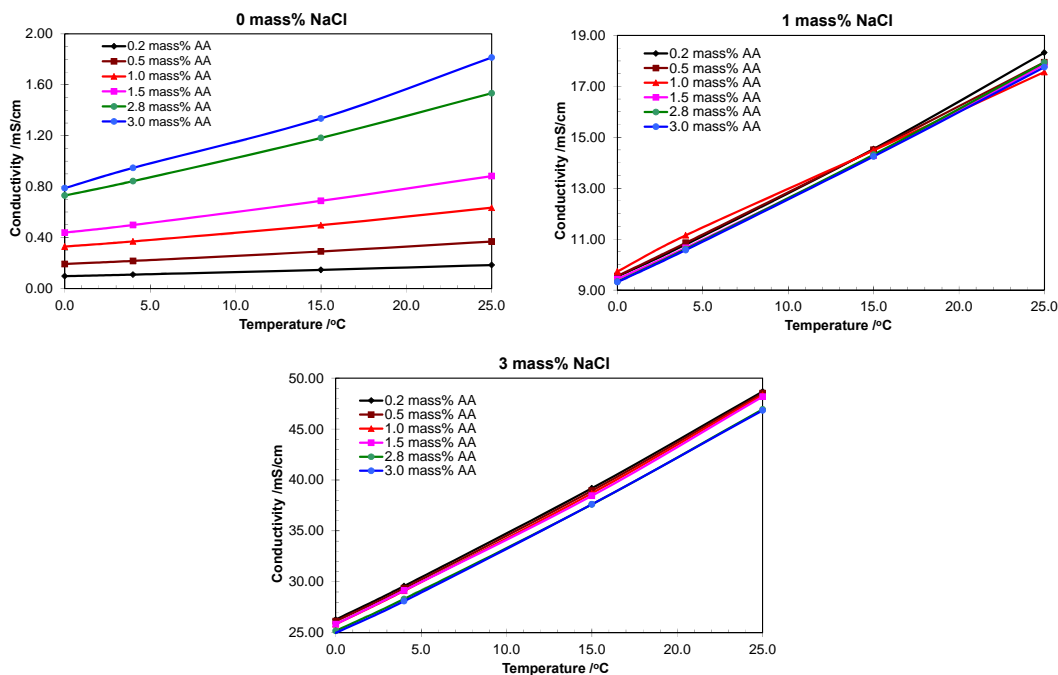 0 mass% NaCl
Conductivity /mS/cm
2.00
1.60
1.20
0.80
0.40
0.00
0.2 mass% AA
0.5 mass% AA
1.0 mass% AA
1.5 mass% AA
2.8 mass% AA
3.0 mass% AA
0.0 5.0 10.0 15.0 20.0 25.0
Temperature /ºC
1 mass% NaCl
Conductivity /mS/cm
19.00
17.00
15.00
13.00
11.00
9.00
0.2 mass% AA
0.5 mass% AA
1.0 mass% AA
1.5 mass% AA
2.8 mass% AA
3.0 mass% AA
0.0 5.0 10.0 15.0 20.0 25.0
Temperature /ºC
3 mass% NaCl
Conductivity /mS/cm
50.00
45.00
40.00
35.00
30.00
25.00
0.2 mass% AA
0.5 mass% AA
1.0 mass% AA
1.5 mass% AA
2.8 mass% AA
3.0 mass% AA
0.0 5.0 10.0 15.0 20.0 25.0
Temperature /ºC